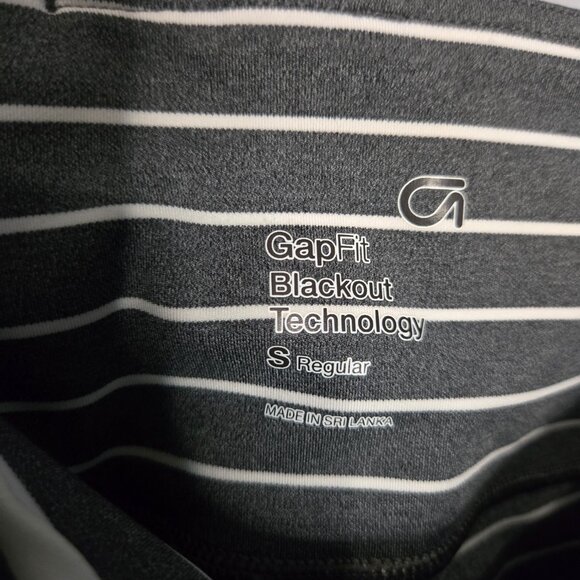 GapFit
Blackout
Technology
S Regular
MADE IN SRI LANKA